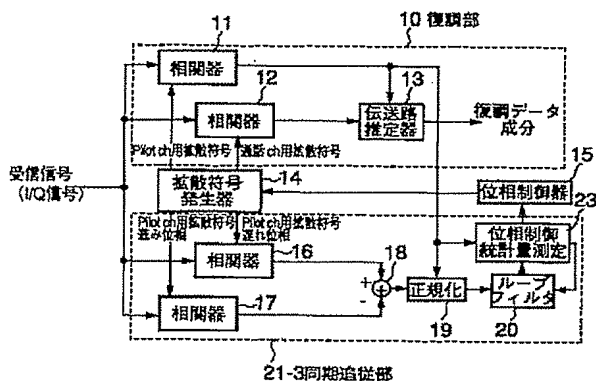 10 復調部
11
相関器
12
相関器
13
伝送路
推定器
復調データ
成分
Pilot ch用拡散符号
通話ch用拡散符号
受信信号
(I/Q信号)
拡散符号
発生器
14
15
位相制御器
Pilot ch用拡散符号
進み位相
Pilot ch用拡散符号
遅れ位相
23
位相制御
統計量測定
16
相関器
18
+
-
正規化
19
ループ
フィルタ
20
17
相関器
21-3同期追従部